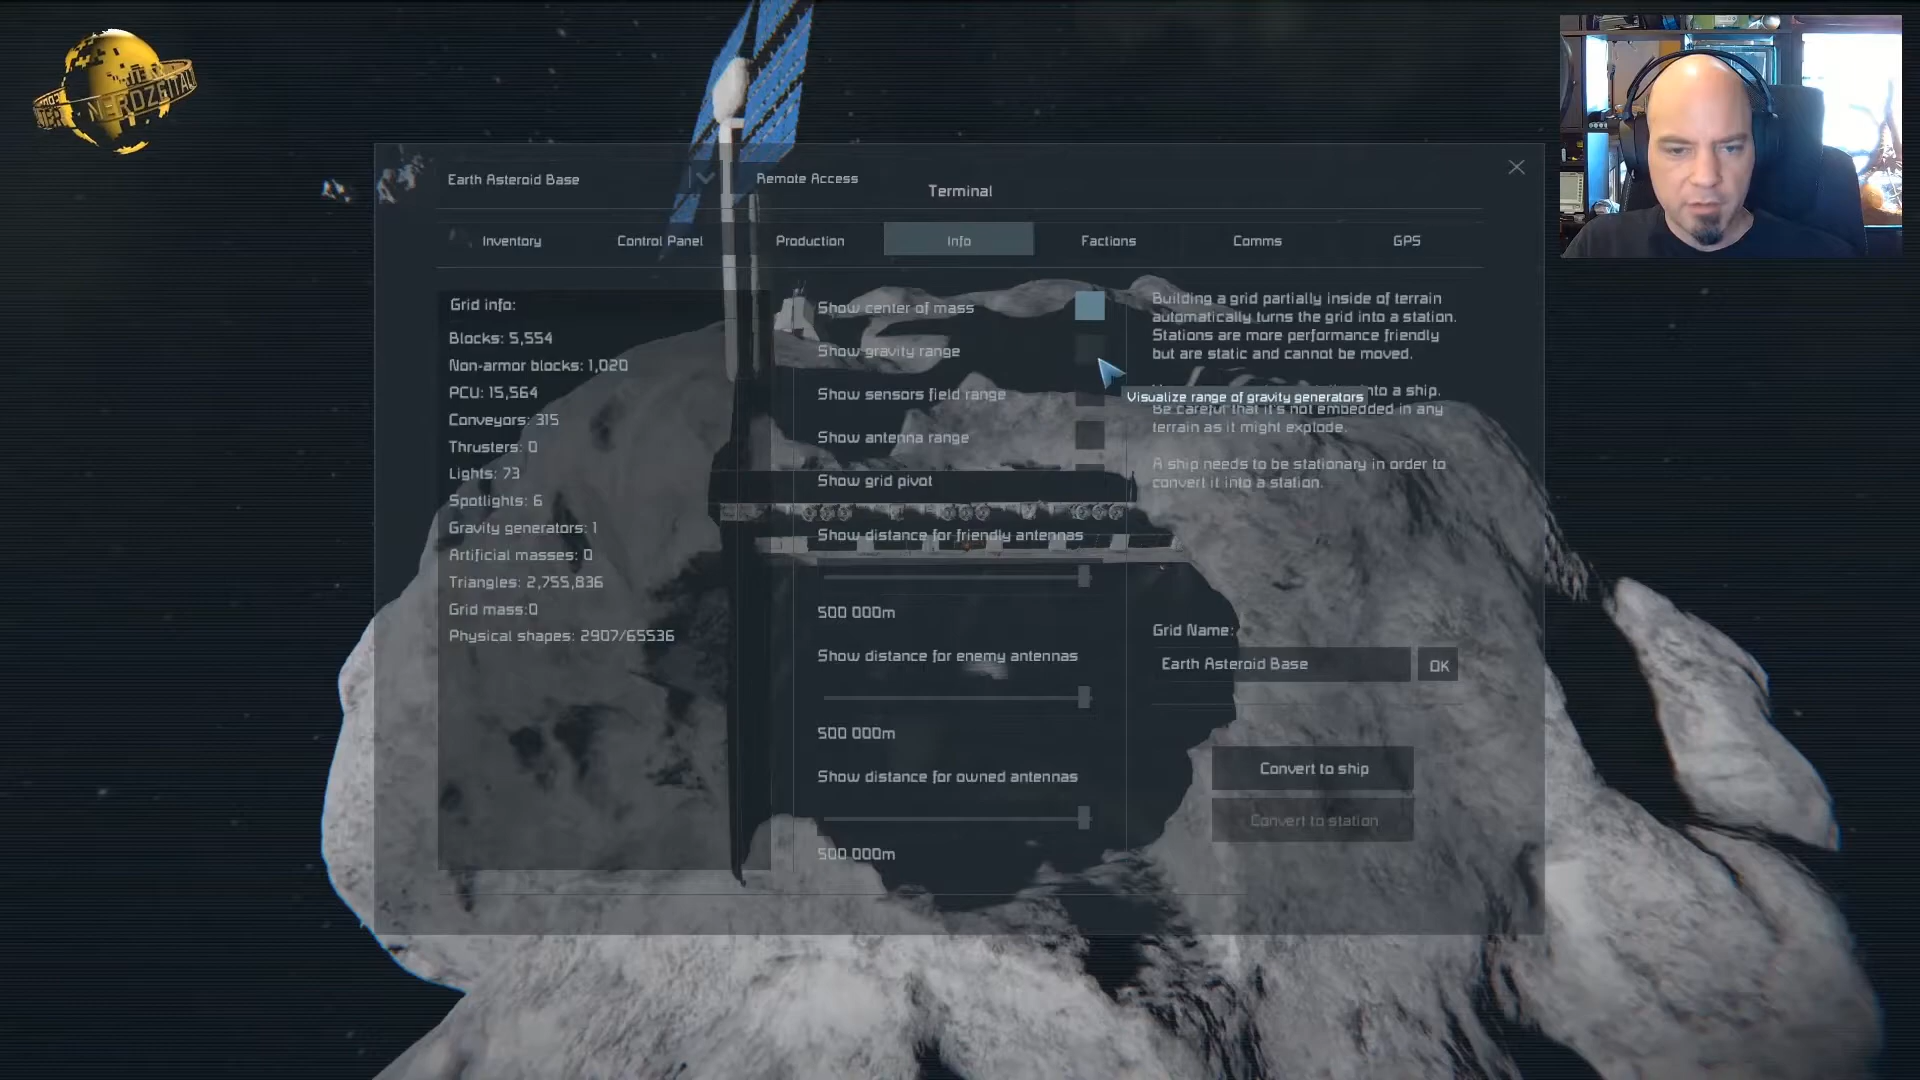 NERDZEITALTER
Earth Asteroid Base
Remote Access
Terminal
Inventory
Control Panel
Production
Info
Factions
Comms
GPS
Grid info:
Blocks: 5,554
Non-armor blocks: 1,020
PCU: 15,564
Conveyors: 315
Thrusters: 0
Lights: 73
Spotlights: 6
Gravity generators: 1
Artificial masses: 0
Triangles: 2,755,836
Grid mass:0
Physical shapes: 2907/65536
Show center of mass
Show gravity range
Show sensors field range
Show antenna range
Show grid pivot
Show distance for friendly antennas
500 000m
Show distance for enemy antennas
500 000m
Show distance for owned antennas
500 000m
Building a grid partially inside of terrain
automatically turns the grid into a station.
Stations are more performance friendly
but are static and cannot be moved.
into a ship.
Visualize range of gravity generators
Be careful that it's not embedded in any
terrain as it might explode.
A ship needs to be stationary in order to
convert it into a station.
Grid Name:
Earth Asteroid Base
OK
Convert to ship
Convert to station